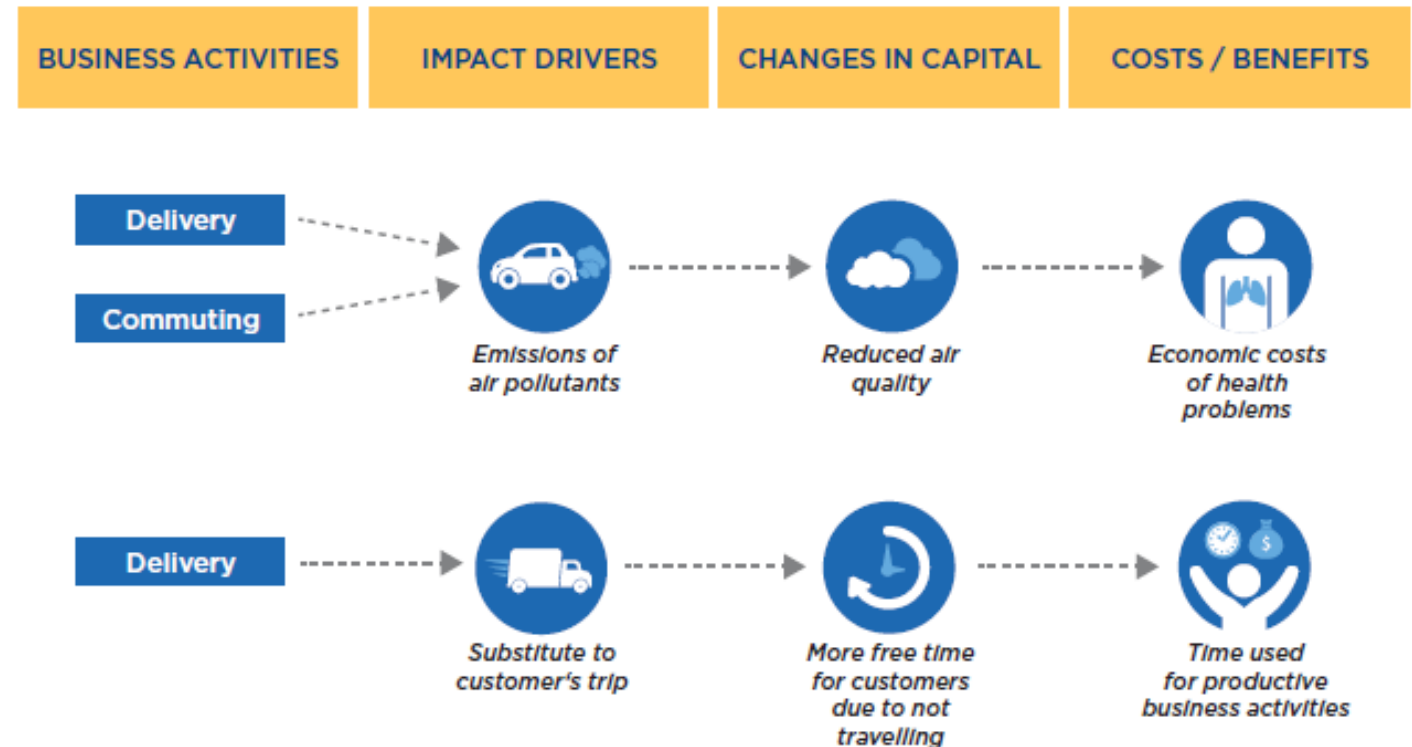 BUSINESS ACTIVITIES
IMPACT DRIVERS
CHANGES IN CAPITAL
COSTS / BENEFITS
Delivery
Commuting
Emissions of
air pollutants
Reduced air
quality
Economic costs
of health
problems
Delivery
Substitute to
customer's trip
More free time
for customers
due to not
travelling
$
Time used
for productive
business activities